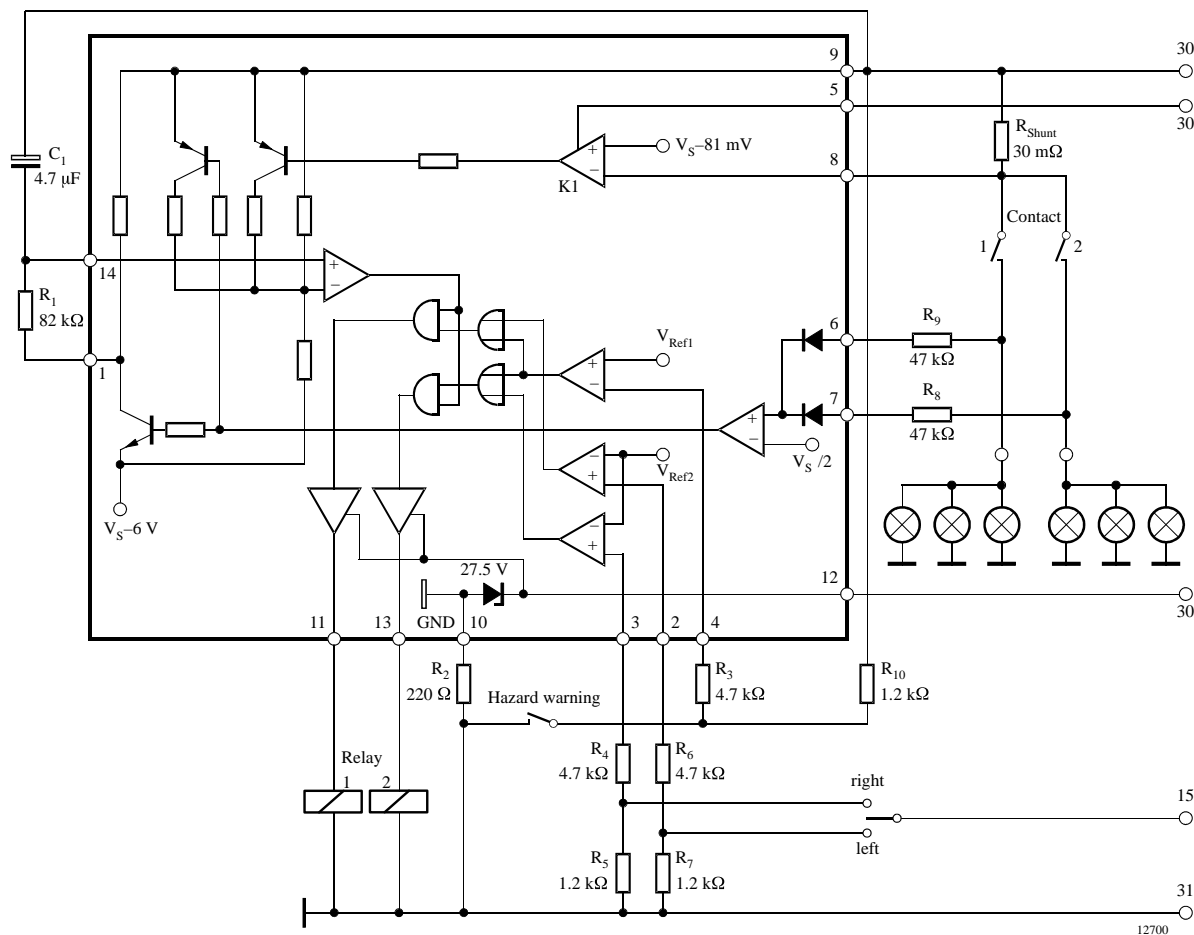 9
30
5
30
C1
4.7 μF
+
−
K1
VS−81 mV
8
RShunt
30 mΩ
Contact
1
2
14
+
−
R1
82 kΩ
1
VRef1
+
−
6
R9
47 kΩ
7
R8
47 kΩ
+
−
VS /2
VS−6 V
−
+
VRef2
−
+
27.5 V
12
30
11
13
GND
10
3
2
4
R2
220 Ω
Hazard warning
R3
4.7 kΩ
R10
1.2 kΩ
Relay
1
2
R4
4.7 kΩ
R6
4.7 kΩ
right
left
15
R5
1.2 kΩ
R7
1.2 kΩ
31
12700